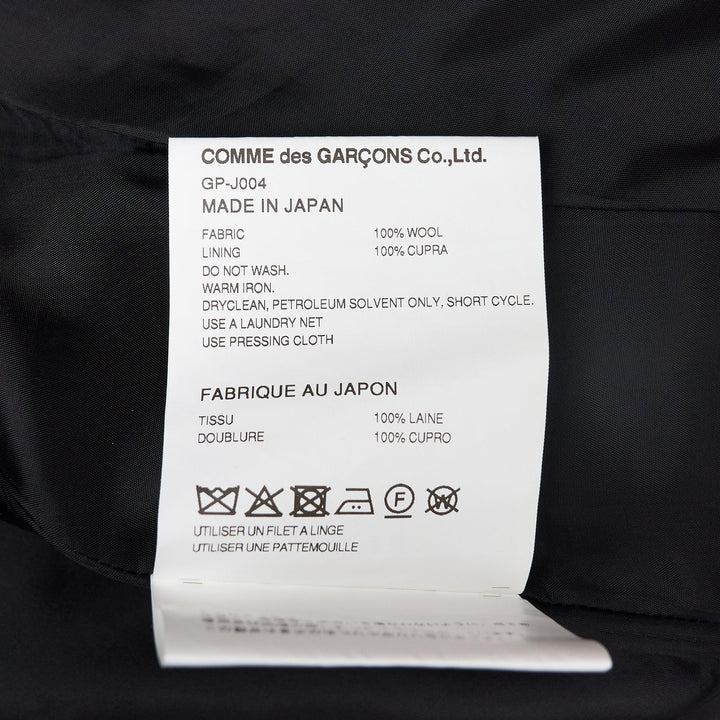 COMME des GARÇONS Co.,Ltd.
GP-J004
MADE IN JAPAN
FABRIC 100% WOOL
LINING 100% CUPRA
DO NOT WASH.
WARM IRON.
DRYCLEAN, PETROLEUM SOLVENT ONLY, SHORT CYCLE.
USE A LAUNDRY NET
USE PRESSING CLOTH
FABRIQUE AU JAPON
TISSU 100% LAINE
DOUBLURE 100% CUPRO
F W
UTILISER UN FILET A LINGE
UTILISER UNE PATTEMOUILLE